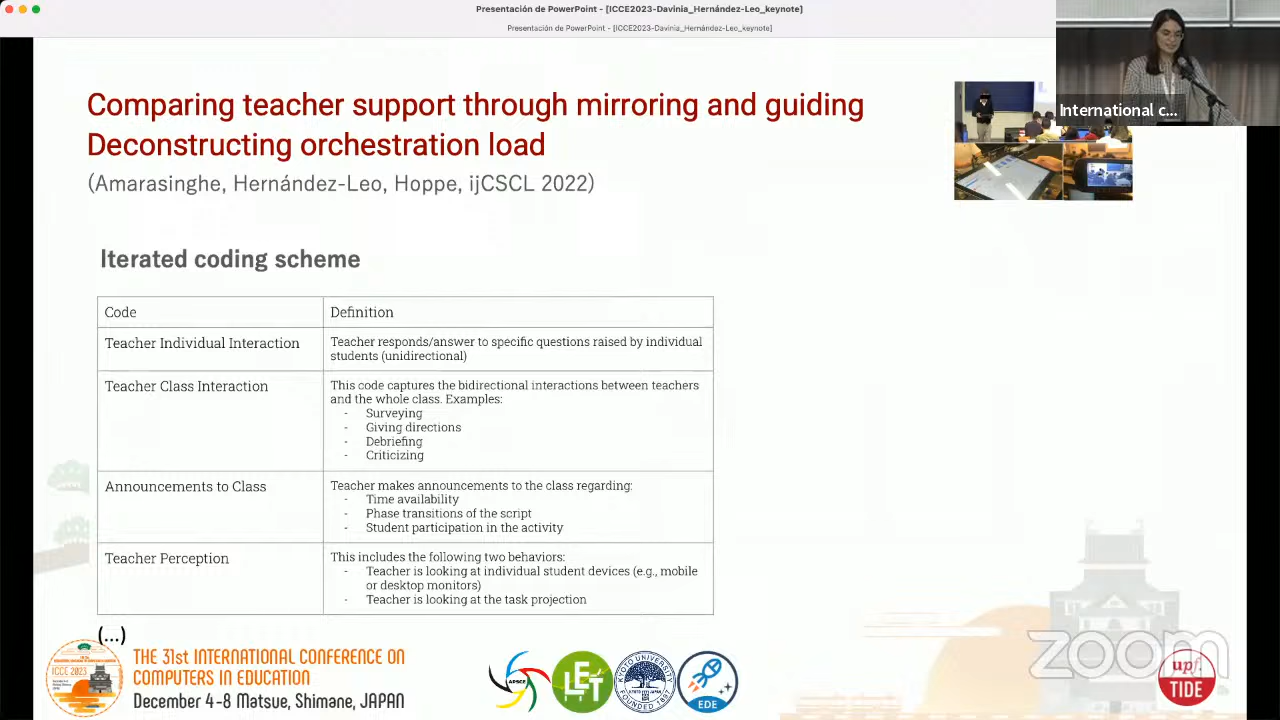 Presentación de PowerPoint - [ICCE2023-Davinia_Hernández-Leo_keynote]
Presentación de PowerPoint - [ICCE2023-Davinia_Hernández-Leo_keynote]
International c...
Comparing teacher support through mirroring and guiding
Deconstructing orchestration load
(Amarasinghe, Hernández-Leo, Hoppe, ijCSCL 2022)
Iterated coding scheme
Code
Definition
Teacher Individual Interaction
Teacher responds/answer to specific questions raised by individual
students (unidirectional)
Teacher Class Interaction
This code captures the bidirectional interactions between teachers
and the whole class. Examples:
- Surveying
- Giving directions
- Debriefing
- Criticizing
Announcements to Class
Teacher makes announcements to the class regarding:
- Time availability
- Phase transitions of the script
- Student participation in the activity
Teacher Perception
This includes the following two behaviors:
- Teacher is looking at individual student devices (e.g., mobile
or desktop monitors)
- Teacher is looking at the task projection
(...)
ICCE 2023
THE 31st INTERNATIONAL CONFERENCE ON
COMPUTERS IN EDUCATION
December 4-8 Matsue, Shimane, JAPAN
APSCE
LET
EDE
zoom
upf.
TIDE